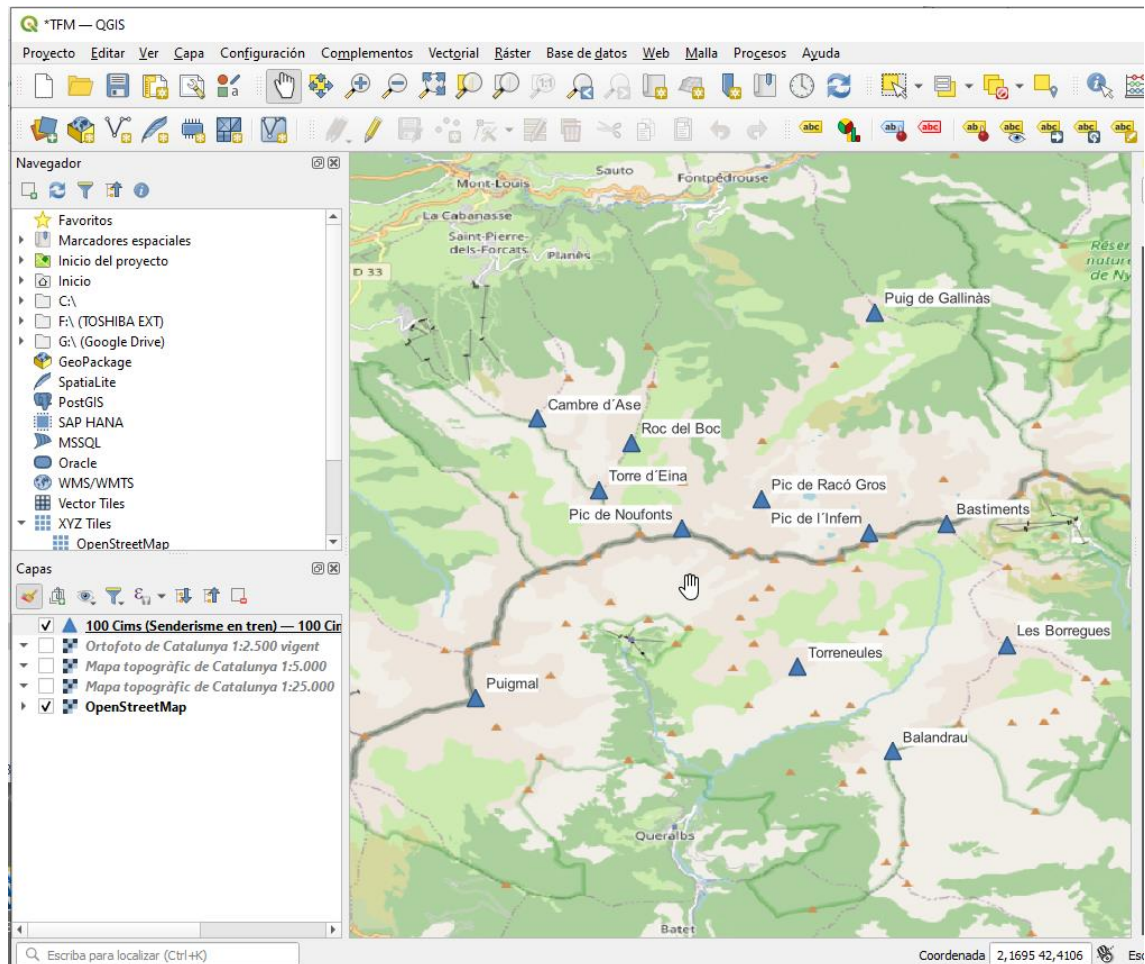 *TFM — QGIS
Proyecto Editar Ver Capa Configuración Complementos Vectorial Ráster Base de datos Web Malla Procesos Ayuda
Navegador
Favoritos
Marcadores espaciales
Inicio del proyecto
Inicio
C:\
F:\ (TOSHIBA EXT)
G:\ (Google Drive)
GeoPackage
SpatiaLite
PostGIS
SAP HANA
MSSQL
Oracle
WMS/WMTS
Vector Tiles
XYZ Tiles
OpenStreetMap
Capas
100 Cims (Senderisme en tren) — 100 Cin
Ortofoto de Catalunya 1:2.500 vigent
Mapa topogràfic de Catalunya 1:5.000
Mapa topogràfic de Catalunya 1:25.000
OpenStreetMap
Sauto
Mont-Louis
Fontpédrouse
La Cabanasse
Saint-Pierre-
dels-Forcats
Planès
D 33
Rése
nature
de Ny
Puig de Gallinàs
Cambre d´Ase
Roc del Boc
Torre d´Eina
Pic de Racó Gros
Pic de Noufonts
Pic de l´Infern
Bastiments
Les Borregues
Torreneules
Puigmal
Balandrau
Queralbs
Batet
Escriba para localizar (Ctrl+K)
Coordenada 2,1695 42,4106
Esc